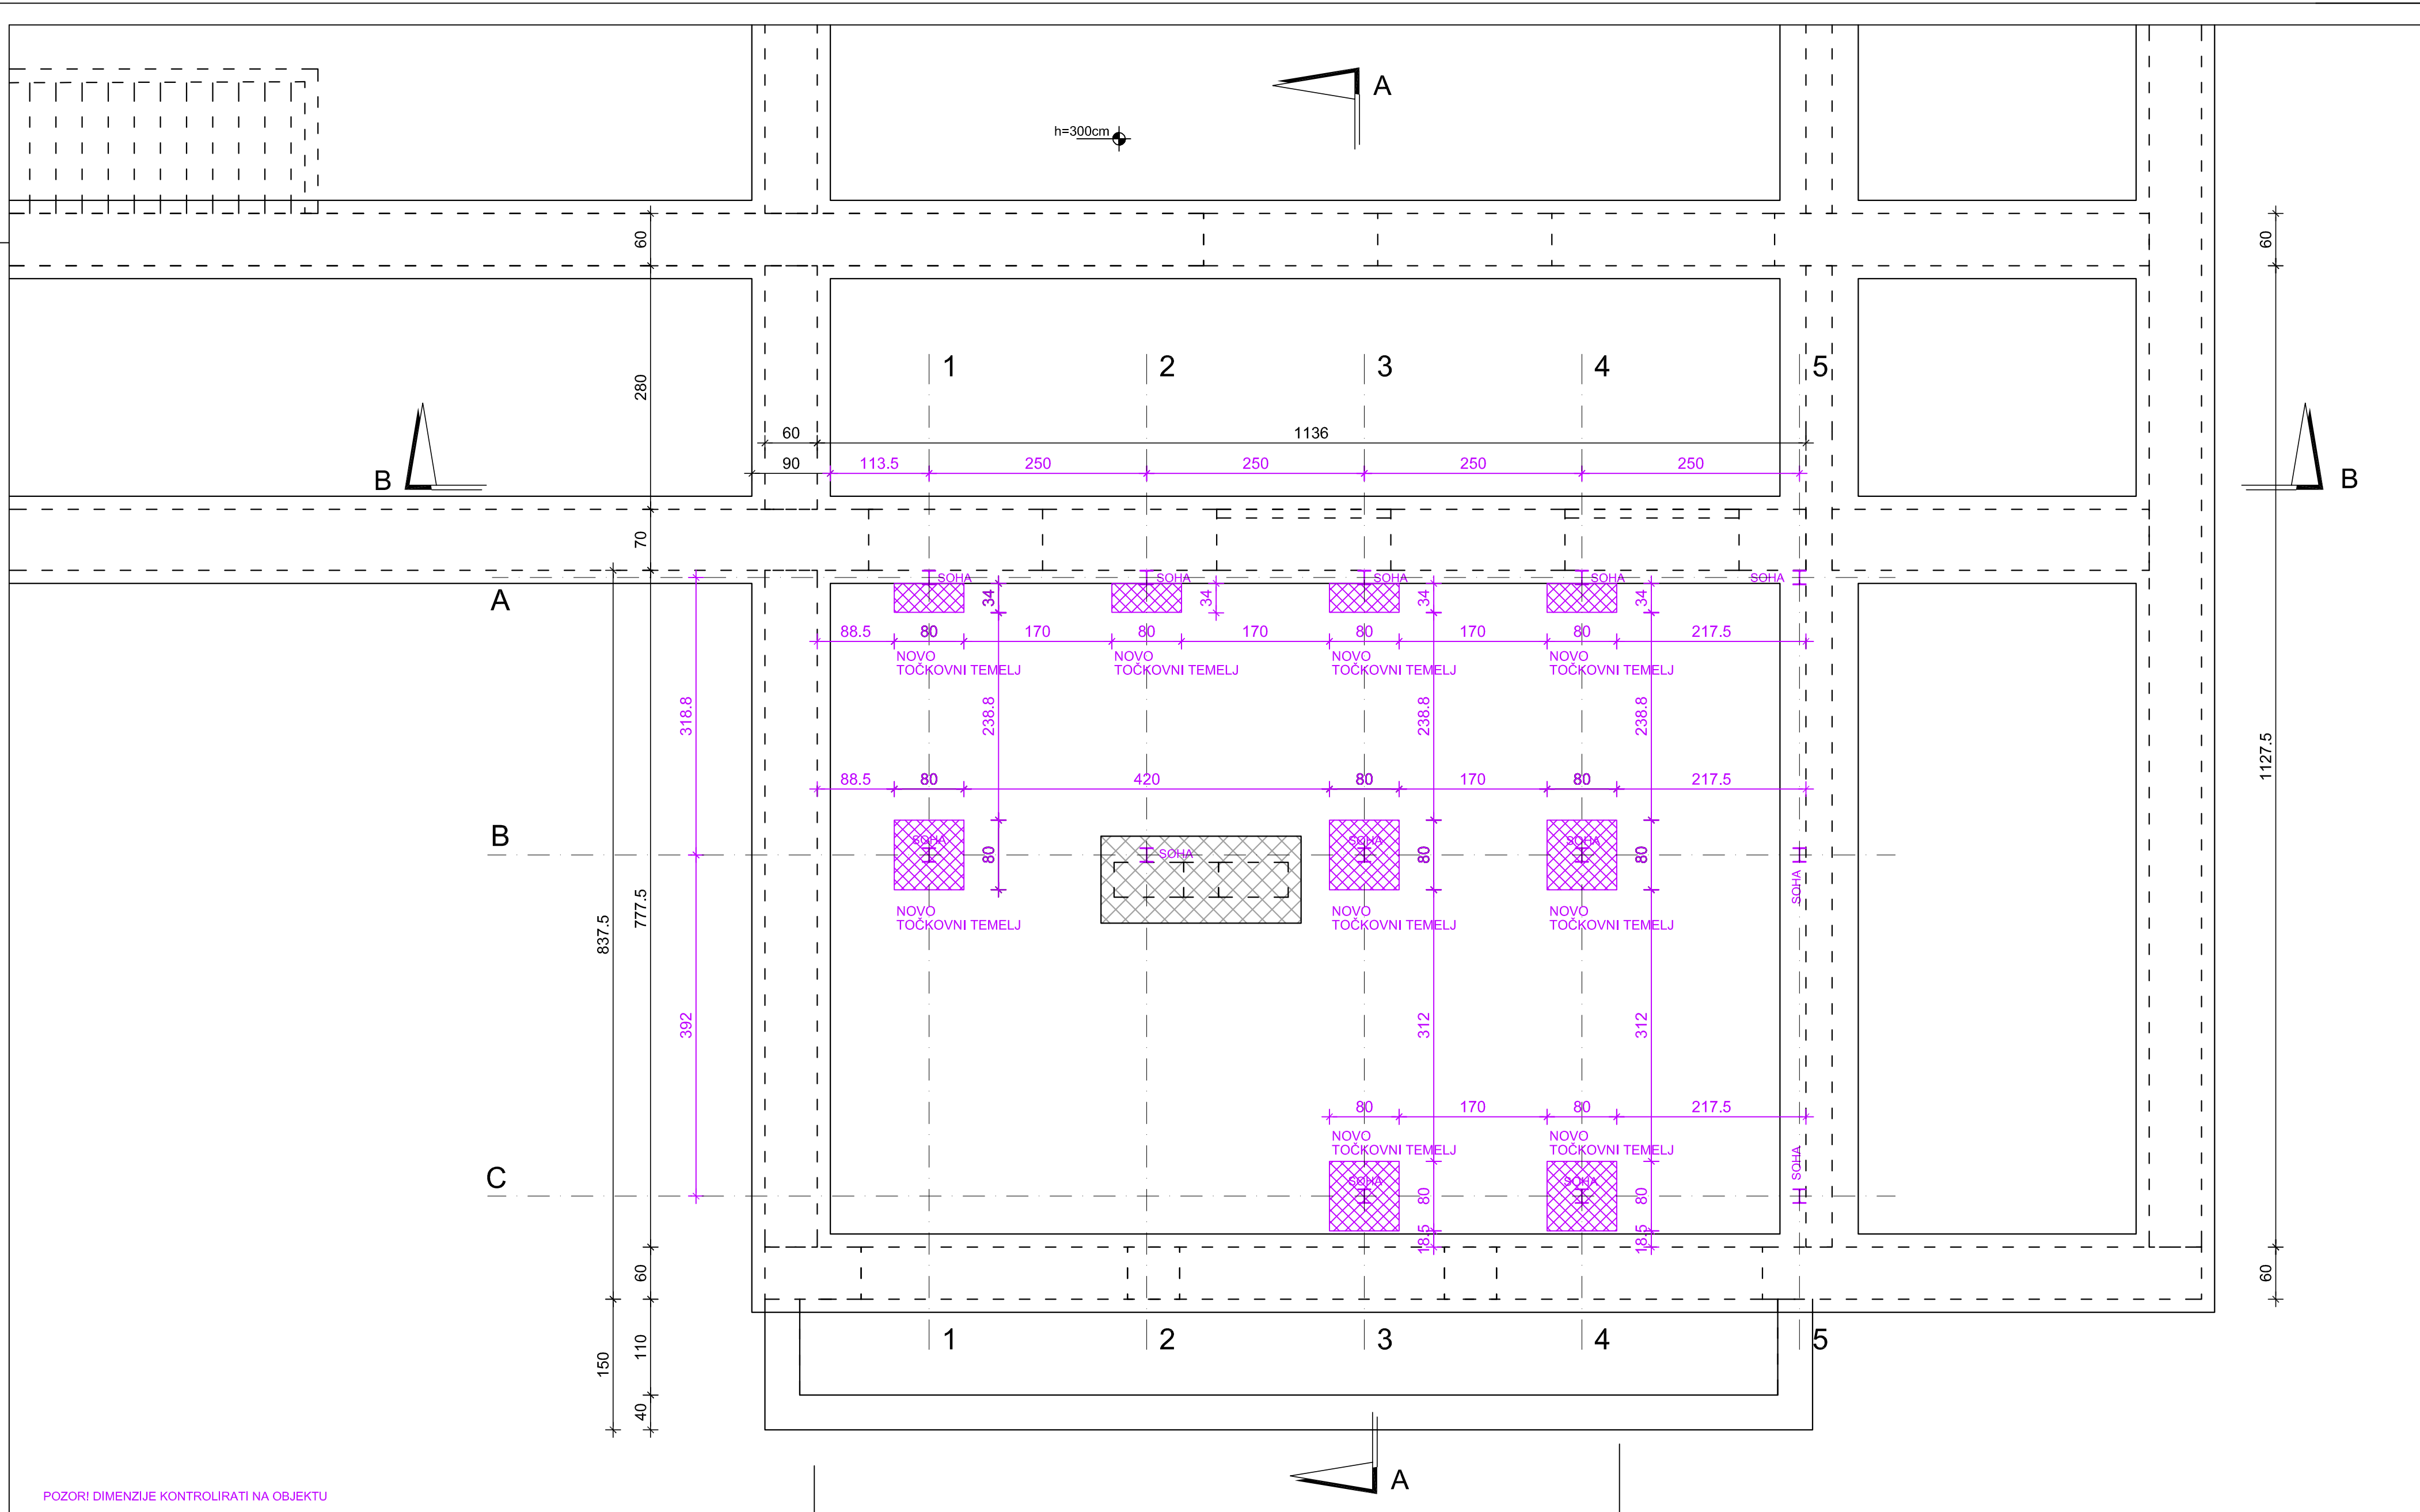 A
h=300cm
60
60
280
1
2
3
4
5
60
1136
90
113.5
250
250
250
250
B
B
70
SOHA
SOHA
SOHA
SOHA
SOHA
A
34
34
34
34
88.5
80
170
80
170
80
170
80
217.5
NOVO
TOČKOVNI TEMELJ
NOVO
TOČKOVNI TEMELJ
NOVO
TOČKOVNI TEMELJ
NOVO
TOČKOVNI TEMELJ
318.8
238.8
238.8
238.8
1127.5
88.5
80
420
80
170
80
217.5
B
SOHA
SOHA
SOHA
SOHA
SOHA
80
80
80
NOVO
TOČKOVNI TEMELJ
NOVO
TOČKOVNI TEMELJ
NOVO
TOČKOVNI TEMELJ
837.5
777.5
392
312
312
80
170
80
217.5
NOVO
TOČKOVNI TEMELJ
NOVO
TOČKOVNI TEMELJ
C
SOHA
SOHA
SOHA
80
80
18.5
18.5
60
60
1
2
3
4
5
150
110
40
A
POZOR! DIMENZIJE KONTROLIRATI NA OBJEKTU